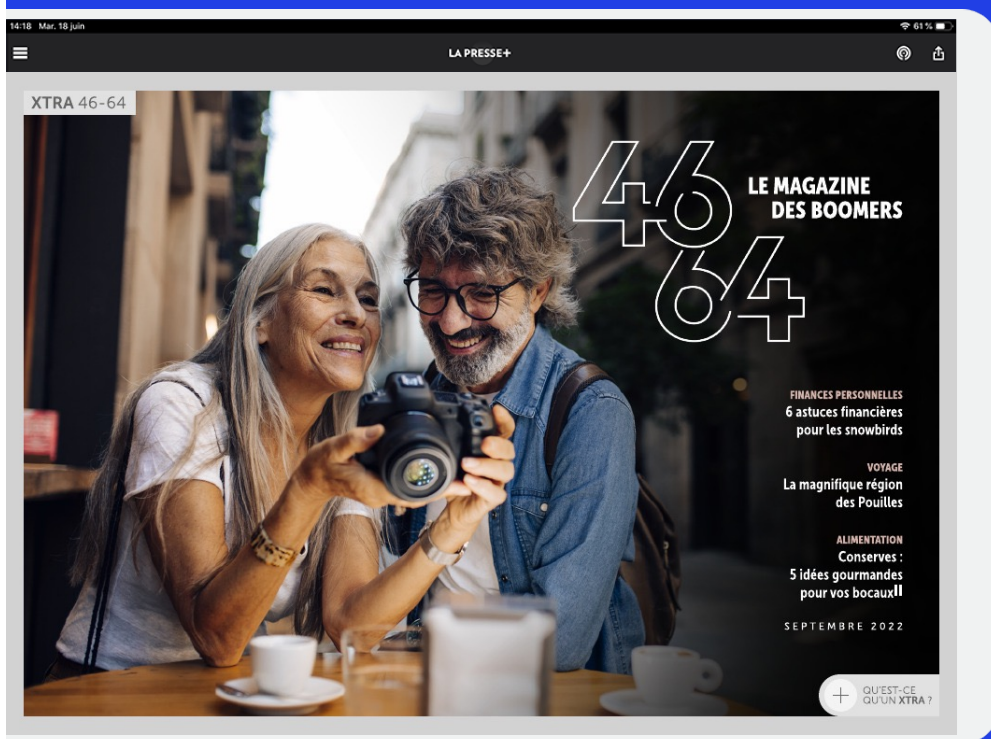 14:18 Mar. 18 juin
61 %
LA PRESSE+
XTRA 46-64
46
64
LE MAGAZINE
DES BOOMERS
FINANCES PERSONNELLES
6 astuces financières
pour les snowbirds
VOYAGE
La magnifique région
des Pouilles
ALIMENTATION
Conserves :
5 idées gourmandes
pour vos bocaux
SEPTEMBRE 2022
QU'EST-CE
QU'UN XTRA ?